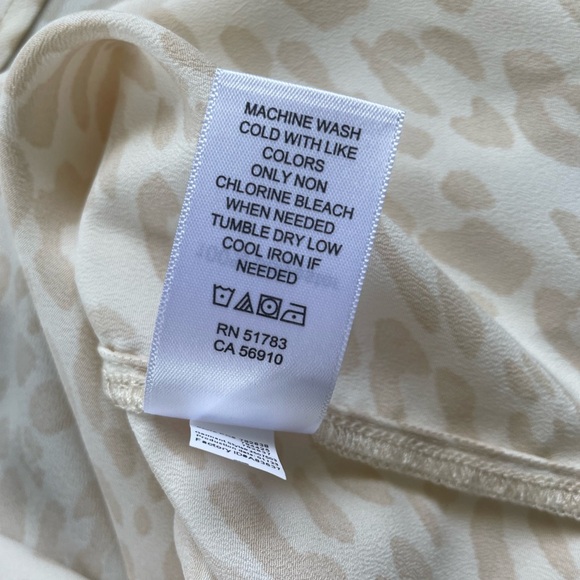 MACHINE WASH
COLD WITH LIKE
COLORS
ONLY NON
CHLORINE BLEACH
WHEN NEEDED
TUMBLE DRY LOW
COOL IRON IF
NEEDED
RN 51783
CA 56910